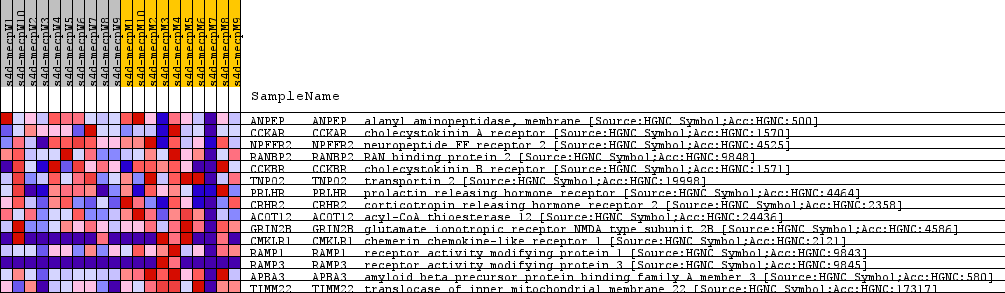 s4d-mecpW1
s4d-mecpW10
s4d-mecpW2
s4d-mecpW3
s4d-mecpW4
s4d-mecpW5
s4d-mecpW6
s4d-mecpW7
s4d-mecpW8
s4d-mecpW9
s4d-mecpM1
s4d-mecpM10
s4d-mecpM2
s4d-mecpM3
s4d-mecpM4
s4d-mecpM5
s4d-mecpM6
s4d-mecpM7
s4d-mecpM8
s4d-mecpM9
SampleName
ANPEP ANPEP alanyl aminopeptidase, membrane [Source:HGNC Symbol;Acc:HGNC:500]
CCKAR CCKAR cholecystokinin A receptor [Source:HGNC Symbol;Acc:HGNC:1570]
NPFFR2 NPFFR2 neuropeptide FF receptor 2 [Source:HGNC Symbol;Acc:HGNC:4525]
RANBP2 RANBP2 RAN binding protein 2 [Source:HGNC Symbol;Acc:HGNC:9848]
CCKBR CCKBR cholecystokinin B receptor [Source:HGNC Symbol;Acc:HGNC:1571]
TNPO2 TNPO2 transportin 2 [Source:HGNC Symbol;Acc:HGNC:19998]
PRLHR PRLHR prolactin releasing hormone receptor [Source:HGNC Symbol;Acc:HGNC:4464]
CRHR2 CRHR2 corticotropin releasing hormone receptor 2 [Source:HGNC Symbol;Acc:HGNC:2358]
ACOT12 ACOT12 acyl-CoA thioesterase 12 [Source:HGNC Symbol;Acc:HGNC:24436]
GRIN2B GRIN2B glutamate ionotropic receptor NMDA type subunit 2B [Source:HGNC Symbol;Acc:HGNC:4586]
CMKLR1 CMKLR1 chemerin chemokine-like receptor 1 [Source:HGNC Symbol;Acc:HGNC:2121]
RAMP1 RAMP1 receptor activity modifying protein 1 [Source:HGNC Symbol;Acc:HGNC:9843]
RAMP3 RAMP3 receptor activity modifying protein 3 [Source:HGNC Symbol;Acc:HGNC:9845]
APBA3 APBA3 amyloid beta precursor protein binding family A member 3 [Source:HGNC Symbol;Acc:HGNC:580]
TIMM22 TIMM22 translocase of inner mitochondrial membrane 22 [Source:HGNC Symbol;Acc:HGNC:17317]